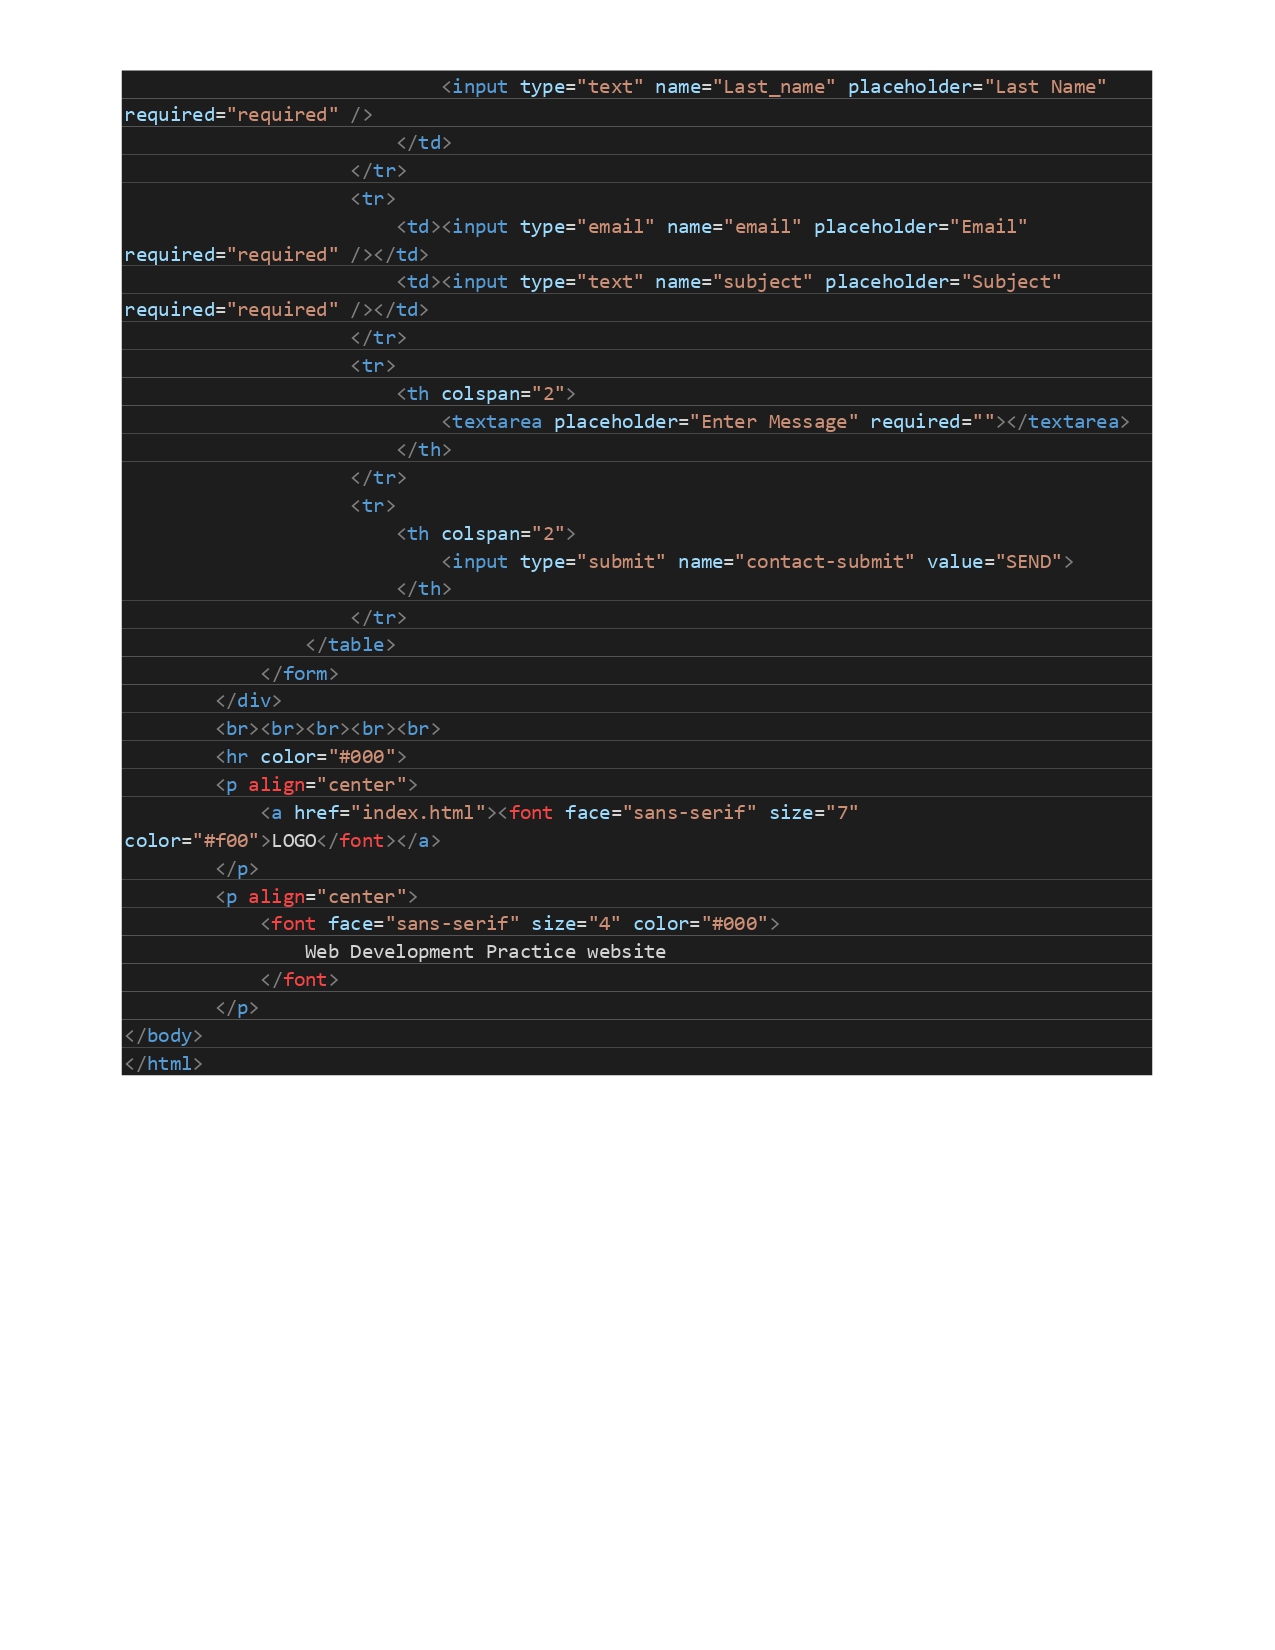 <input type="text" name="Last_name" placeholder="Last Name"
required="required" />
</td>
</tr>
<tr>
<td><input type="email" name="email" placeholder="Email"
required="required" /></td>
<td><input type="text" name="subject" placeholder="Subject"
required="required" /></td>
</tr>
<tr>
<th colspan="2">
<textarea placeholder="Enter Message" required=""></textarea>
</th>
</tr>
<tr>
<th colspan="2">
<input type="submit" name="contact-submit" value="SEND">
</th>
</tr>
</table>
</form>
</div>
<br><br><br><br><br>
<hr color="#000">
<p align="center">
<a href="index.html"><font face="sans-serif" size="7"
color="#f00">LOGO</font></a>
</p>
<p align="center">
<font face="sans-serif" size="4" color="#000">
Web Development Practice website
</font>
</p>
</body>
</html>